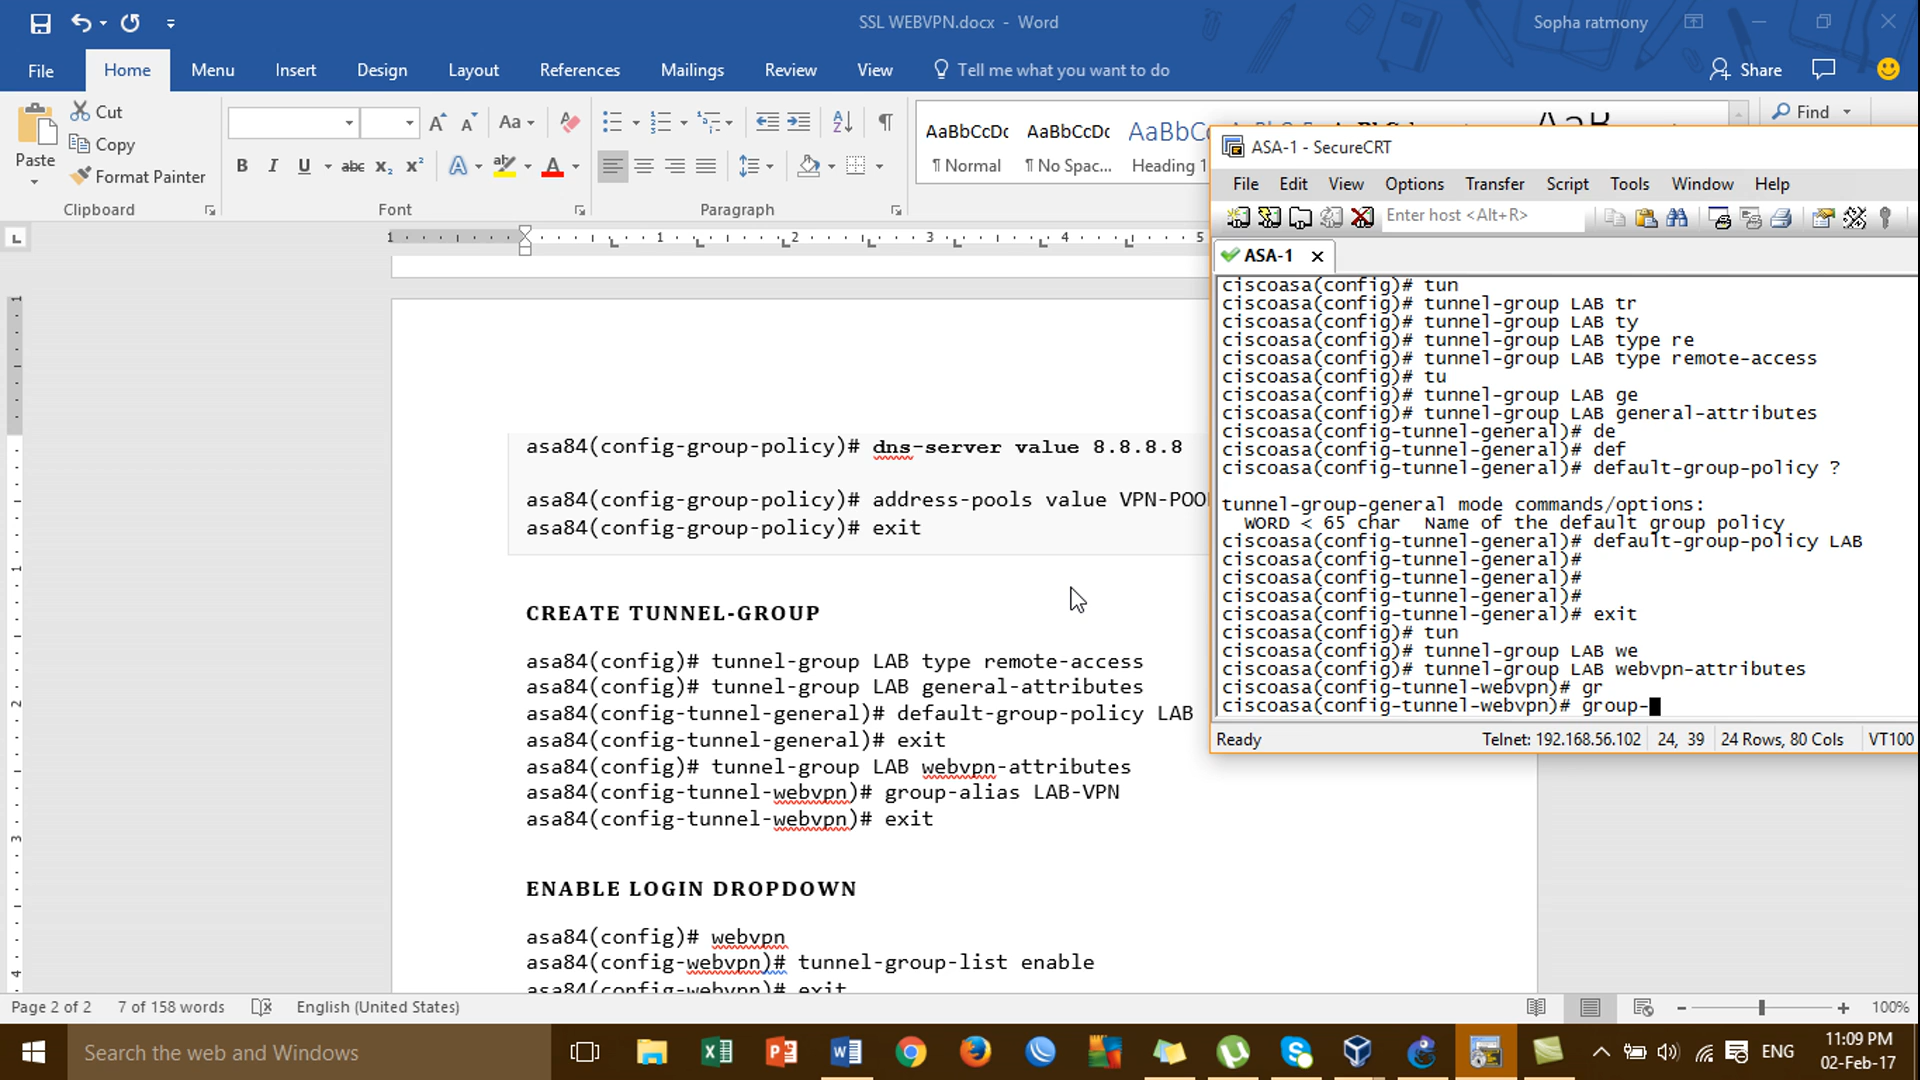 SSL WEBVPN.docx - Word
Sopha ratmony
File Home Menu Insert Design Layout References Mailings Review View Tell me what you want to do Share
Cut
Copy
Format Painter
Paste
Clipboard
Aa
B I U abc x₂ x² A ab A
Font
Paragraph
AaBbCcDc AaBbCcDc AaBbCc
¶ Normal ¶ No Spac... Heading 1
Find
1 1 2 3 4 5
asa84(config-group-policy)# dns-server value 8.8.8.8
asa84(config-group-policy)# address-pools value VPN-POO
asa84(config-group-policy)# exit
CREATE TUNNEL-GROUP
asa84(config)# tunnel-group LAB type remote-access
asa84(config)# tunnel-group LAB general-attributes
asa84(config-tunnel-general)# default-group-policy LAB
asa84(config-tunnel-general)# exit
asa84(config)# tunnel-group LAB webvpn-attributes
asa84(config-tunnel-webvpn)# group-alias LAB-VPN
asa84(config-tunnel-webvpn)# exit
ENABLE LOGIN DROPDOWN
asa84(config)# webvpn
asa84(config-webvpn)# tunnel-group-list enable
asa84(config-webvpn)# exit
ASA-1 - SecureCRT
File Edit View Options Transfer Script Tools Window Help
Enter host <Alt+R>
ASA-1
ciscoasa(config)# tun
ciscoasa(config)# tunnel-group LAB tr
ciscoasa(config)# tunnel-group LAB ty
ciscoasa(config)# tunnel-group LAB type re
ciscoasa(config)# tunnel-group LAB type remote-access
ciscoasa(config)# tu
ciscoasa(config)# tunnel-group LAB ge
ciscoasa(config)# tunnel-group LAB general-attributes
ciscoasa(config-tunnel-general)# de
ciscoasa(config-tunnel-general)# def
ciscoasa(config-tunnel-general)# default-group-policy ?
tunnel-group-general mode commands/options:
WORD < 65 char Name of the default group policy
ciscoasa(config-tunnel-general)# default-group-policy LAB
ciscoasa(config-tunnel-general)#
ciscoasa(config-tunnel-general)#
ciscoasa(config-tunnel-general)#
ciscoasa(config-tunnel-general)# exit
ciscoasa(config)# tun
ciscoasa(config)# tunnel-group LAB we
ciscoasa(config)# tunnel-group LAB webvpn-attributes
ciscoasa(config-tunnel-webvpn)# gr
ciscoasa(config-tunnel-webvpn)# group-
Ready Telnet: 192.168.56.102 24, 39 24 Rows, 80 Cols VT100
Page 2 of 2 7 of 158 words English (United States) 100%
Search the web and Windows
ENG
11:09 PM
02-Feb-17